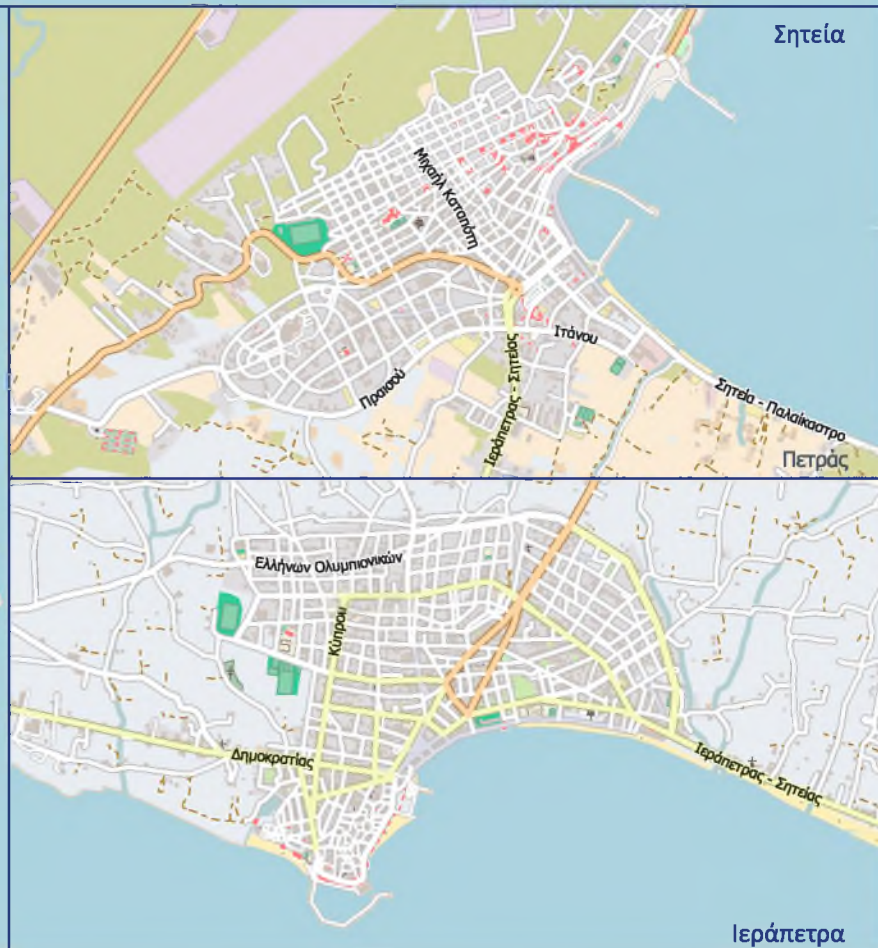 Σητεία
Μιχαήλ Καταπότη
Ιτάνου
Πραισού
Ιεράπετρας - Σητείας
Σητεία - Παλαίκαστρο
Πετράς
Ελλήνων Ολυμπιονικών
Κύπρου
Δημοκρατίας
Ιεράπετρας - Σητείας
Ιεράπετρα